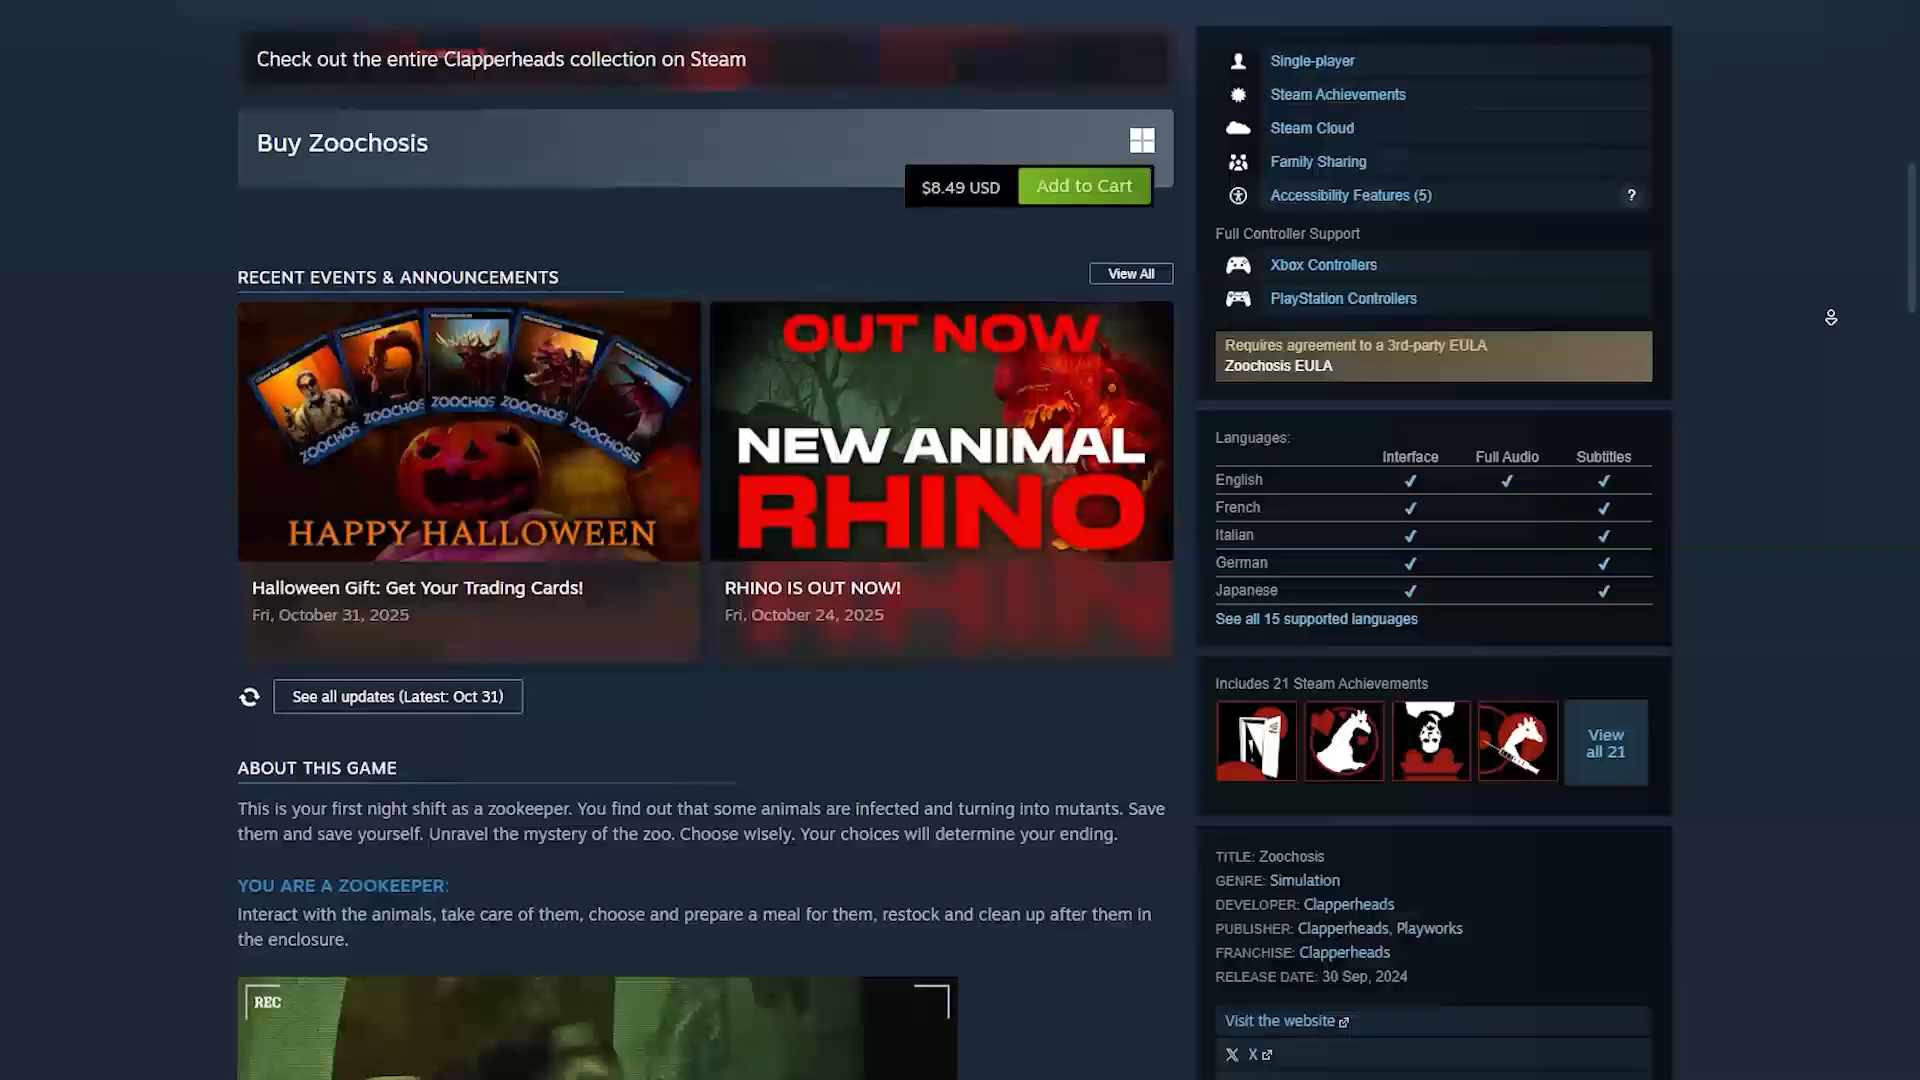 Check out the entire Clapperheads collection on Steam
Buy Zoochosis
$8.49 USD
Add to Cart
RECENT EVENTS & ANNOUNCEMENTS
View All
ZOOCHOSIS
ZOOCHOSIS
ZOOCHOSIS
ZOOCHOSIS
ZOOCHOSIS
HAPPY HALLOWEEN
Halloween Gift: Get Your Trading Cards!
Fri, October 31, 2025
OUT NOW
NEW ANIMAL
RHINO
RHINO IS OUT NOW!
Fri, October 24, 2025
See all updates (Latest: Oct 31)
ABOUT THIS GAME
This is your first night shift as a zookeeper. You find out that some animals are infected and turning into mutants. Save
them and save yourself. Unravel the mystery of the zoo. Choose wisely. Your choices will determine your ending.
YOU ARE A ZOOKEEPER:
Interact with the animals, take care of them, choose and prepare a meal for them, restock and clean up after them in
the enclosure.
REC
Single-player
Steam Achievements
Steam Cloud
Family Sharing
Accessibility Features (5)
?
Full Controller Support
Xbox Controllers
PlayStation Controllers
Requires agreement to a 3rd-party EULA
Zoochosis EULA
Languages:
Interface Full Audio Subtitles
English
French
Italian
German
Japanese
See all 15 supported languages
Includes 21 Steam Achievements
View
all 21
TITLE: Zoochosis
GENRE: Simulation
DEVELOPER: Clapperheads
PUBLISHER: Clapperheads, Playworks
FRANCHISE: Clapperheads
RELEASE DATE: 30 Sep, 2024
Visit the website
X